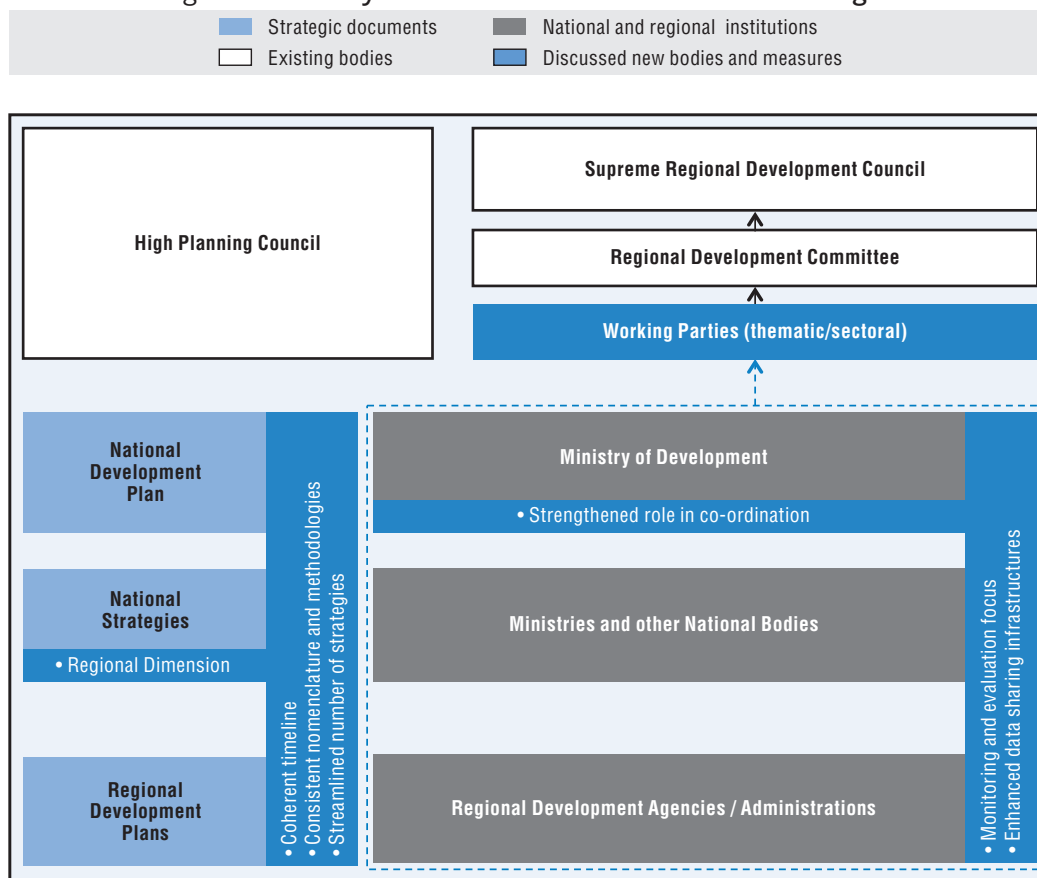 Strategic documents
National and regional institutions
Existing bodies
Discussed new bodies and measures
High Planning Council
Supreme Regional Development Council
Regional Development Committee
Working Parties (thematic/sectoral)
National
Development
Plan
National
Strategies
• Regional Dimension
Regional
Development
Plans
• Coherent timeline
• Consistent nomenclature and methodologies
• Streamlined number of strategies
Ministry of Development
• Strengthened role in co-ordination
Ministries and other National Bodies
Regional Development Agencies / Administrations
• Monitoring and evaluation focus
• Enhanced data sharing infrastructures